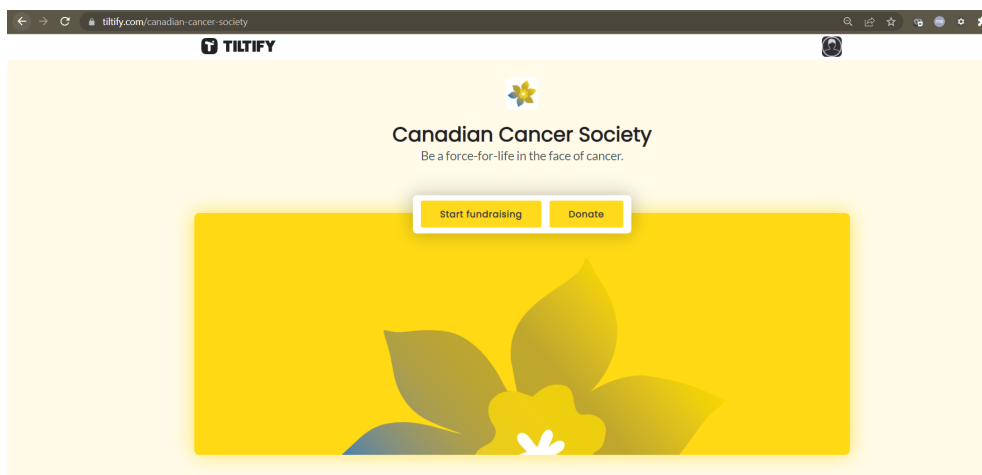 tiltify.com/canadian-cancer-society
TILTIFY
Canadian Cancer Society
Be a force-for-life in the face of cancer.
Start fundraising
Donate